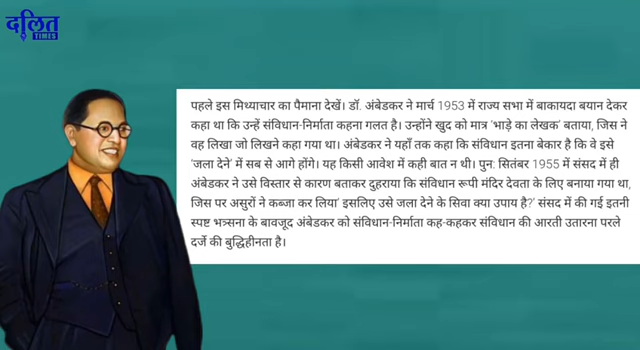 दलित
TIMES
पहले इस मिथ्याचार का पैमाना देखें। डॉ. अंबेडकर ने मार्च 1953 में राज्य सभा में बाकायदा बयान देकर
कहा था कि उन्हें संविधान-निर्माता कहना गलत है। उन्होंने खुद को मात्र 'भाड़े का लेखक' बताया, जिस ने
वह लिखा जो लिखने कहा गया था। अंबेडकर ने यहाँ तक कहा कि संविधान इतना बेकार है कि वे इसे
'जला देने' में सब से आगे होंगे। यह किसी आवेश में कही बात न थी। पुन: सितंबर 1955 में संसद में ही
अंबेडकर ने उसे विस्तार से कारण बताकर दुहराया कि संविधान रूपी मंदिर देवता के लिए बनाया गया था,
जिस पर असुरों ने कब्जा कर लिया' इसलिए उसे जला देने के सिवा क्या उपाय है?' संसद में की गई इतनी
स्पष्ट भर्त्सना के बावजूद अंबेडकर को संविधान-निर्माता कह-कहकर संविधान की आरती उतारना परले
दर्जे की बुद्धिहीनता है।